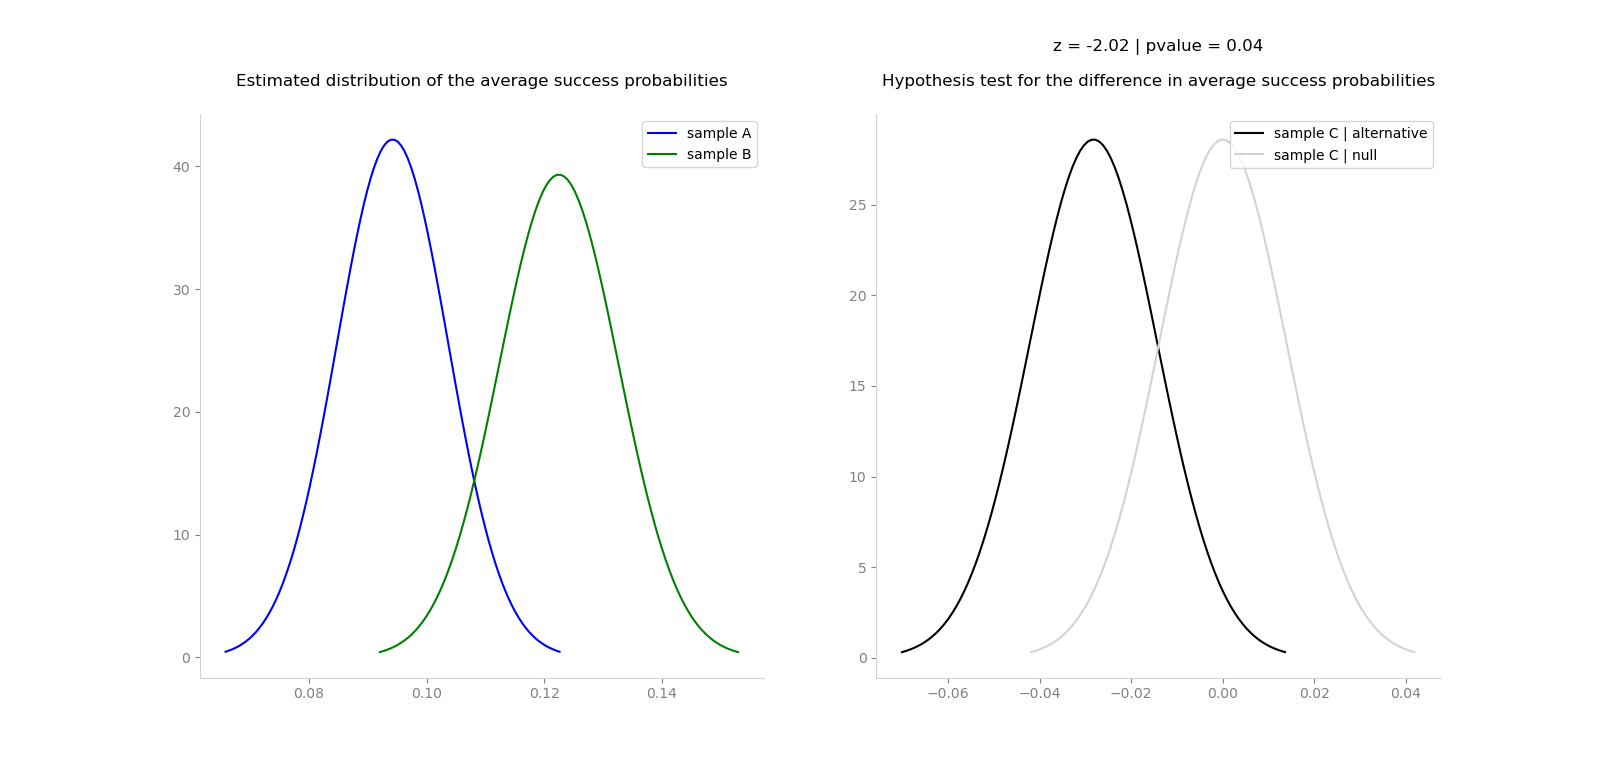 z = -2.02 | pvalue = 0.04
Estimated distribution of the average success probabilities
Hypothesis test for the difference in average success probabilities
sample A
sample B
40
30
20
10
0
0.08 0.10 0.12 0.14
sample C | alternative
sample C | null
25
20
15
10
5
0
−0.06 −0.04 −0.02 0.00 0.02 0.04